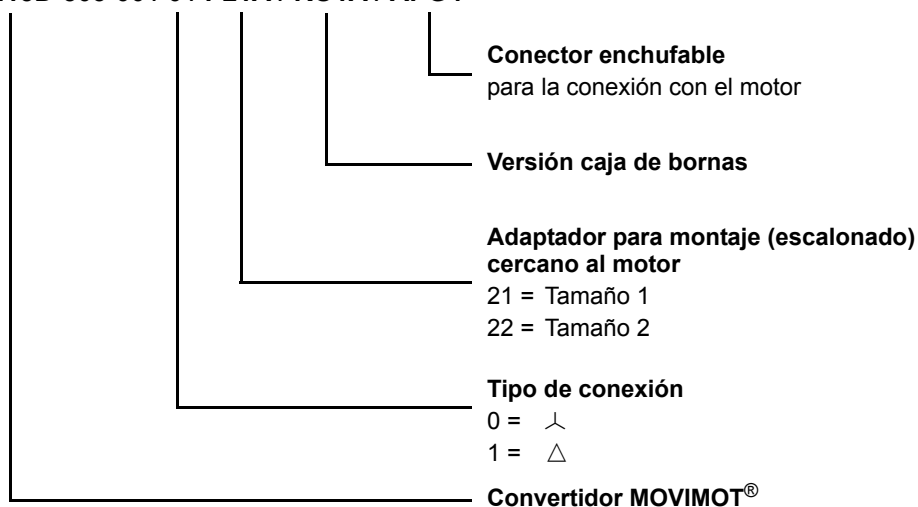 Conector enchufable
para la conexión con el motor
Versión caja de bornas
Adaptador para montaje (escalonado)
cercano al motor
21 = Tamaño 1
22 = Tamaño 2
Tipo de conexión
0 = ⅄
1 = △
Convertidor MOVIMOT®